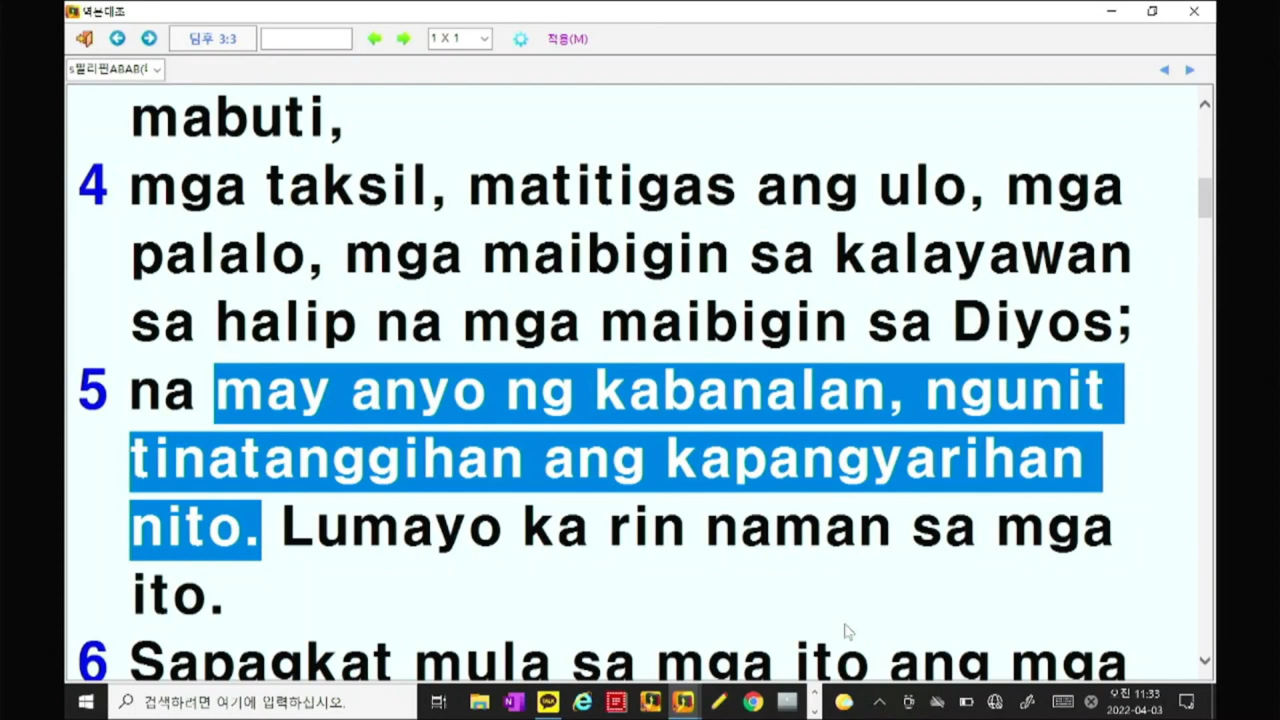 역본대조
딤후 3:3
1 X 1
적용(M)
s필리핀ABAB(
mabuti,
4 mga taksil, matitigas ang ulo, mga
palalo, mga maibigin sa kalayawan
sa halip na mga maibigin sa Diyos;
5 na may anyo ng kabanalan, ngunit
tinatanggihan ang kapangyarihan
nito. Lumayo ka rin naman sa mga
ito.
6 Sapagkat mula sa mga ito ang mga
검색하려면 여기에 입력하십시오.
오전 11:33
2022-04-03